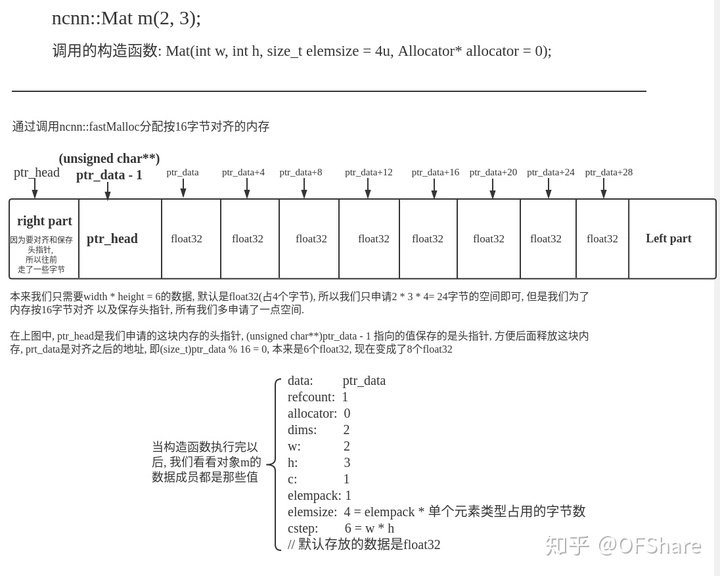 ncnn::Mat m(2, 3);
调用的构造函数: Mat(int w, int h, size_t elemsize = 4u, Allocator* allocator = 0);
通过调用ncnn::fastMalloc分配按16字节对齐的内存
(unsigned char**)
ptr_head ptr_data - 1 ptr_data ptr_data+4 ptr_data+8 ptr_data+12 ptr_data+16 ptr_data+20 ptr_data+24 ptr_data+28
right part
因为要对齐和保存
头指针,
所以往前
走了一些字节
ptr_head float32 float32 float32 float32 float32 float32 float32 float32 Left part
本来我们只需要width * height = 6的数据, 默认是float32(占4个字节), 所以我们只申请2 * 3 * 4= 24字节的空间即可, 但是我们为了
内存按16字节对齐 以及保存头指针, 所有我们多申请了一点空间.
在上图中, ptr_head是我们申请的这块内存的头指针, (unsigned char**)ptr_data - 1 指向的值保存的是头指针, 方便后面释放这块内
存, prt_data是对齐之后的地址, 即(size_t)ptr_data % 16 = 0, 本来是6个float32, 现在变成了8个float32
当构造函数执行完以
后, 我们看看对象m的
数据成员都是那些值
data: ptr_data
refcount: 1
allocator: 0
dims: 2
w: 2
h: 3
c: 1
elempack: 1
elemsize: 4 = elempack * 单个元素类型占用的字节数
cstep: 6 = w * h
// 默认存放的数据是float32
知乎 @OFShare